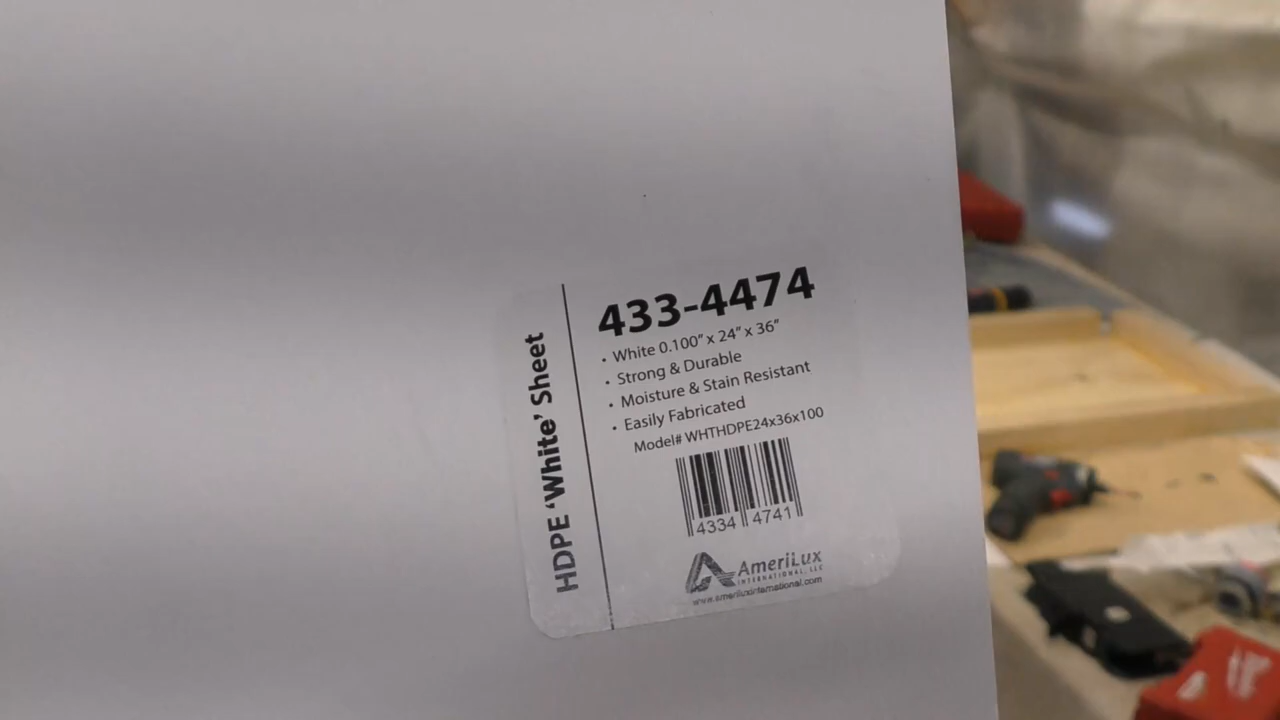 HDPE ‘White’ Sheet
433-4474
• White 0.100” x 24” x 36”
• Strong & Durable
• Moisture & Stain Resistant
• Easily Fabricated
Model# WHTHDPE24x36x100
4334 4741
AmeriLux
INTERNATIONAL, LLC
www.ameriluxinternational.com